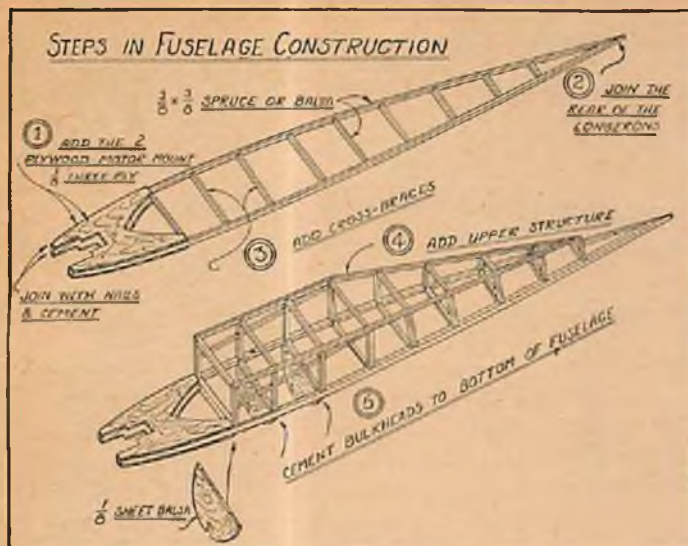 STEPS IN FUSELAGE CONSTRUCTION
3/8 x 3/8 SPRUCE OR BALSA
① ADD THE 2
PLYWOOD MOTOR MOUNT
1/8 THREE PLY
② JOIN THE
REAR OF THE
LONGERONS
③ ADD CROSS-BRACES
JOIN WITH NAILS
& CEMENT
④ ADD UPPER STRUCTURE
⑤
CEMENT BULKHEADS TO BOTTOM OF FUSELAGE
1/8 SHEET BALSA